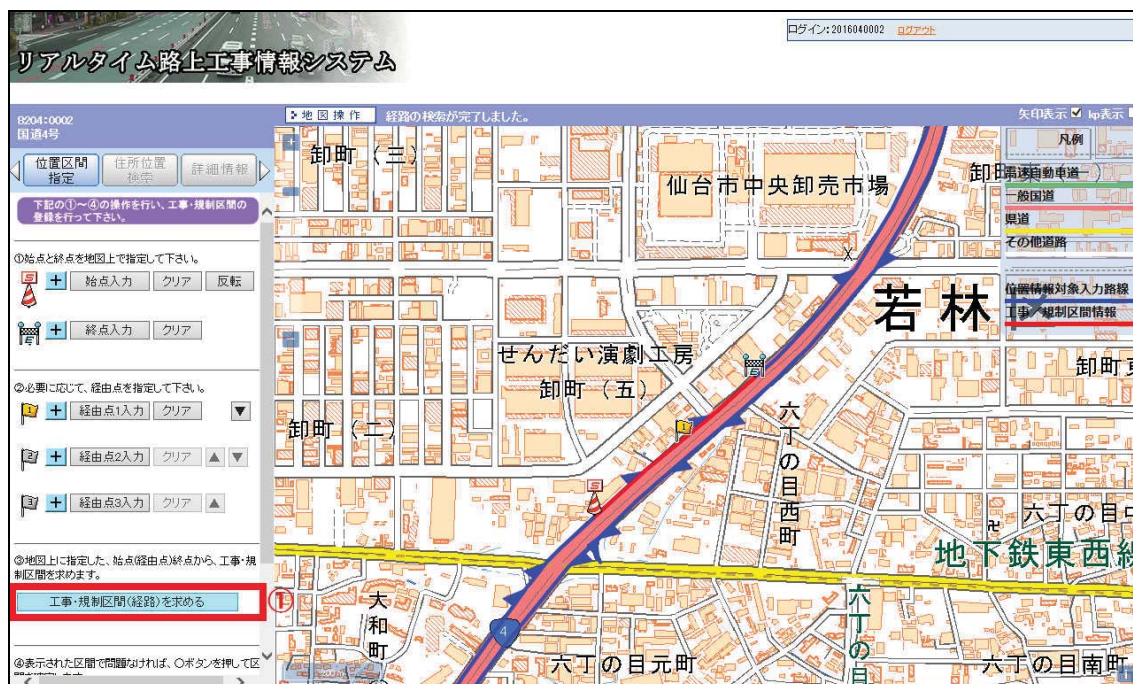 リアルタイム路上工事情報システム
ログイン:2016040002 ログアウト
8204:0002
国道4号
地図操作 経路の検索が完了しました。
矢印表示 kp表示
位置区間
指定
住所位置
検索
詳細情報
下記の①~④の操作を行い、工事・規制区間の
登録を行って下さい。
①始点と終点を地図上で指定して下さい。
S
+ 始点入力 クリア 反転
E
+ 終点入力 クリア
②必要に応じて、経由点を指定して下さい。
1 + 経由点1入力 クリア ▼
2 + 経由点2入力 クリア ▲ ▼
3 + 経由点3入力 クリア ▲
③地図上に指定した、始点(経由点)終点から、工事・規
制区間を求めます。
工事・規制区間(経路)を求める
①
④表示された区間で問題なければ、○ボタンを押して区
卸町(三)
仙台市中央卸売市場
凡例
高速自動車道
一般国道
県道
その他道路
位置情報対象入力路線
工事・規制区間情報
若林区
せんだい演劇工房
卸町(五)
卸町(二)
卸町東
六丁の目西町
六丁の目中
地下鉄東西線
大和町
4
六丁の目元町
六丁の目
六丁の目南町